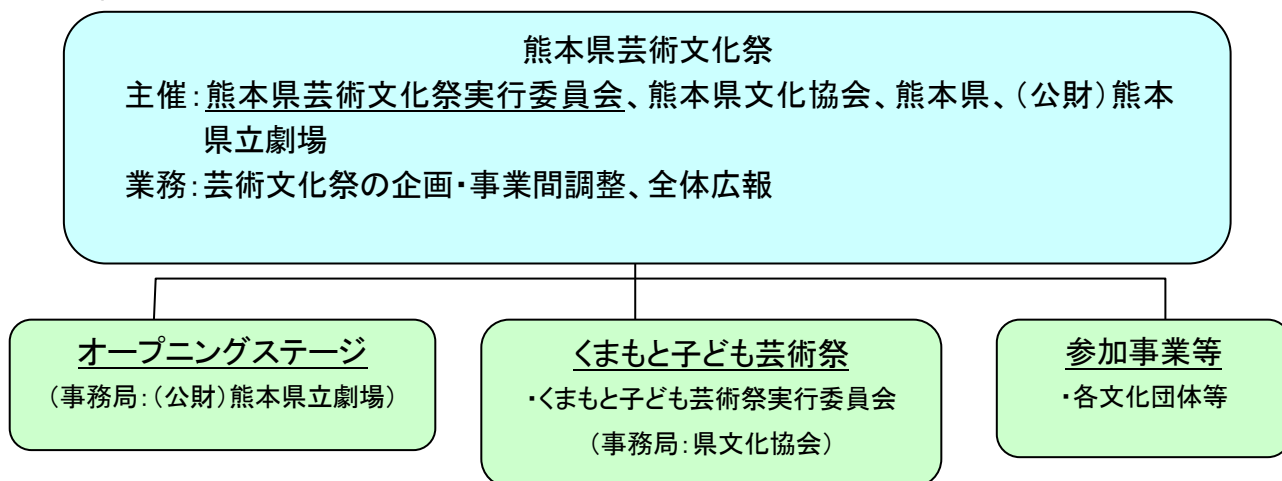 熊本県芸術文化祭
主催：熊本県芸術文化祭実行委員会、熊本県文化協会、熊本県、（公財）熊本
県立劇場
業務：芸術文化祭の企画・事業間調整、全体広報
オープニングステージ
（事務局：（公財）熊本県立劇場）
くまもと子ども芸術祭
・くまもと子ども芸術祭実行委員会
（事務局：県文化協会）
参加事業等
・各文化団体等